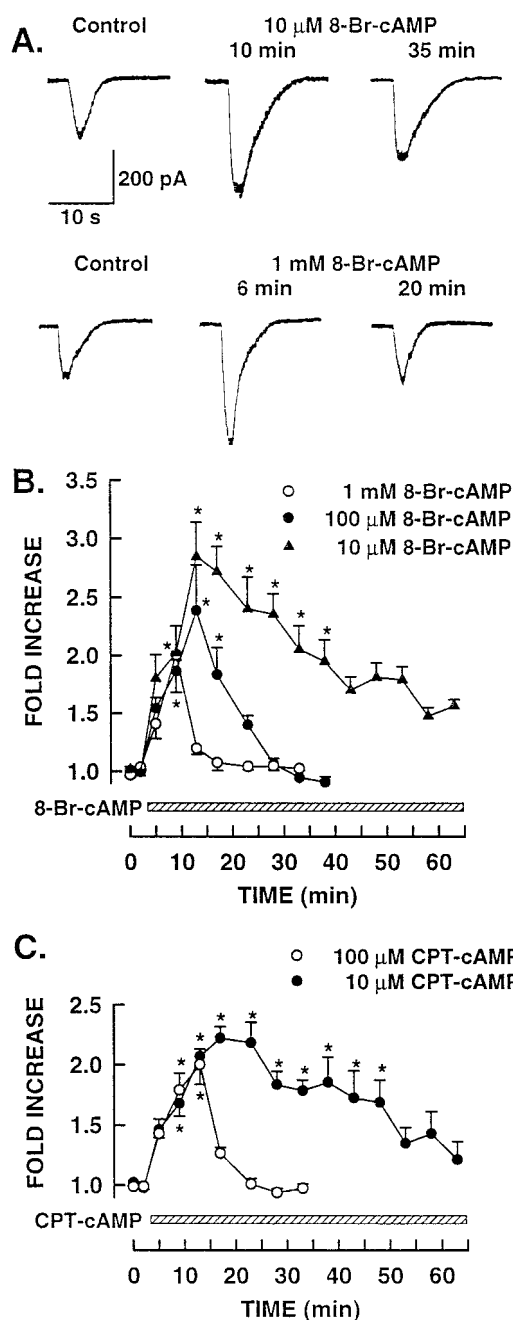 A.
Control 10 μM 8-Br-cAMP
10 min 35 min
200 pA
10 s
Control 1 mM 8-Br-cAMP
6 min 20 min
B.
3.5
3.0
2.5
2.0
1.5
1.0
FOLD INCREASE
1 mM 8-Br-cAMP
100 μM 8-Br-cAMP
10 μM 8-Br-cAMP
* * * * * * * * * *
8-Br-cAMP
0 10 20 30 40 50 60
TIME (min)
C.
100 μM CPT-cAMP
10 μM CPT-cAMP
2.5
2.0
1.5
1.0
FOLD INCREASE
* * * * * * * * * * *
CPT-cAMP
0 10 20 30 40 50 60
TIME (min)